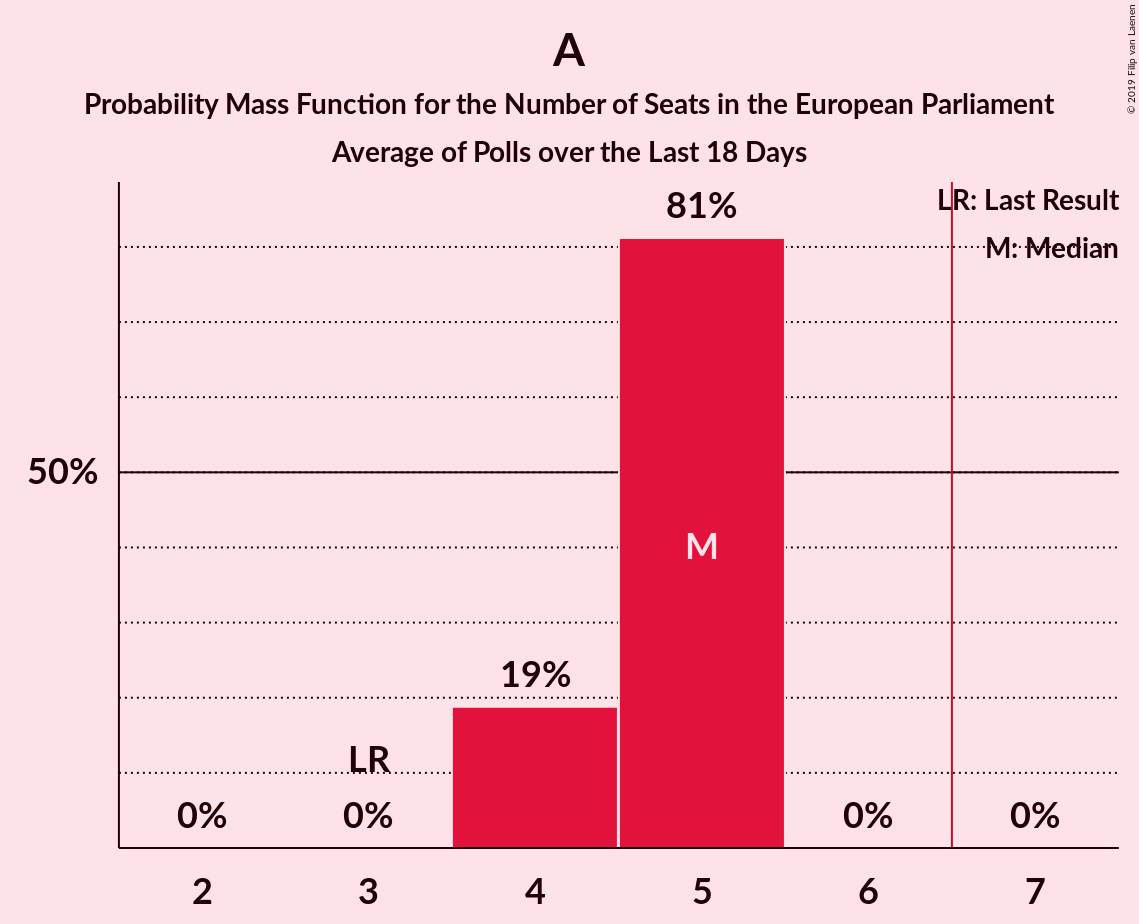 A
Probability Mass Function for the Number of Seats in the European Parliament
Average of Polls over the Last 18 Days
© 2019 Filip van Laenen
LR: Last Result
M: Median
81%
50%
M
19%
LR
0%
0%
0%
0%
2
3
4
5
6
7